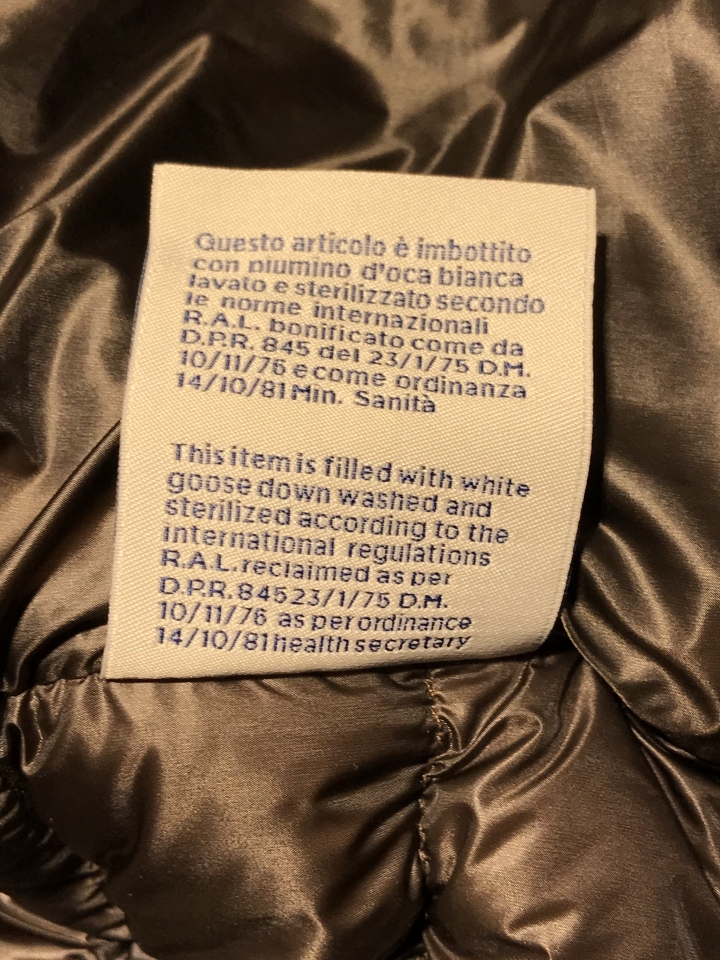 Questo articolo è imbottito
con piumino d'oca bianca
lavato e sterilizzato secondo
le norme internazionali
R.A.L. bonificato come da
D.P.R. 845 del 23/1/75 D.M.
10/11/76 e come ordinanza
14/10/81 Min. Sanità
This item is filled with white
goose down washed and
sterilized according to the
international regulations
R.A.L. reclaimed as per
D.P.R. 845 23/1/75 D.M.
10/11/76 as per ordinance
14/10/81 health secretary